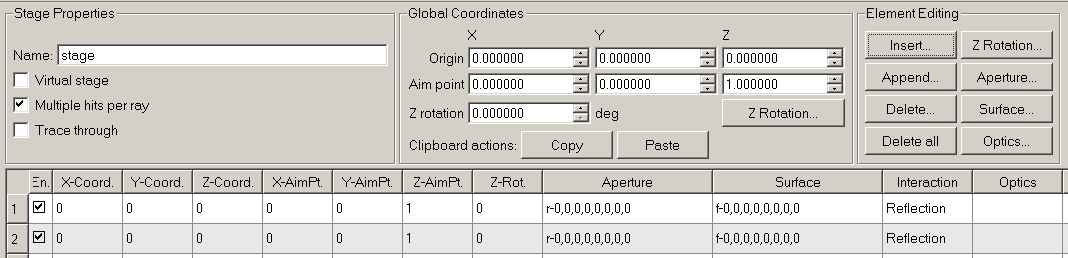 Stage Properties
Name: stage
Virtual stage
Multiple hits per ray
Trace through
Global Coordinates
X Y Z
Origin 0.000000 0.000000 0.000000
Aim point 0.000000 0.000000 1.000000
Z rotation 0.000000 deg Z Rotation...
Clipboard actions: Copy Paste
Element Editing
Insert... Z Rotation...
Append... Aperture...
Delete... Surface...
Delete all Optics...
En. X-Coord. Y-Coord. Z-Coord. X-AimPt. Y-AimPt. Z-AimPt. Z-Rot. Aperture Surface Interaction Optics
1 0 0 0 0 0 1 0 r-0,0,0,0,0,0,0,0 f-0,0,0,0,0,0,0,0 Reflection
2 0 0 0 0 0 1 0 r-0,0,0,0,0,0,0,0 f-0,0,0,0,0,0,0,0 Reflection